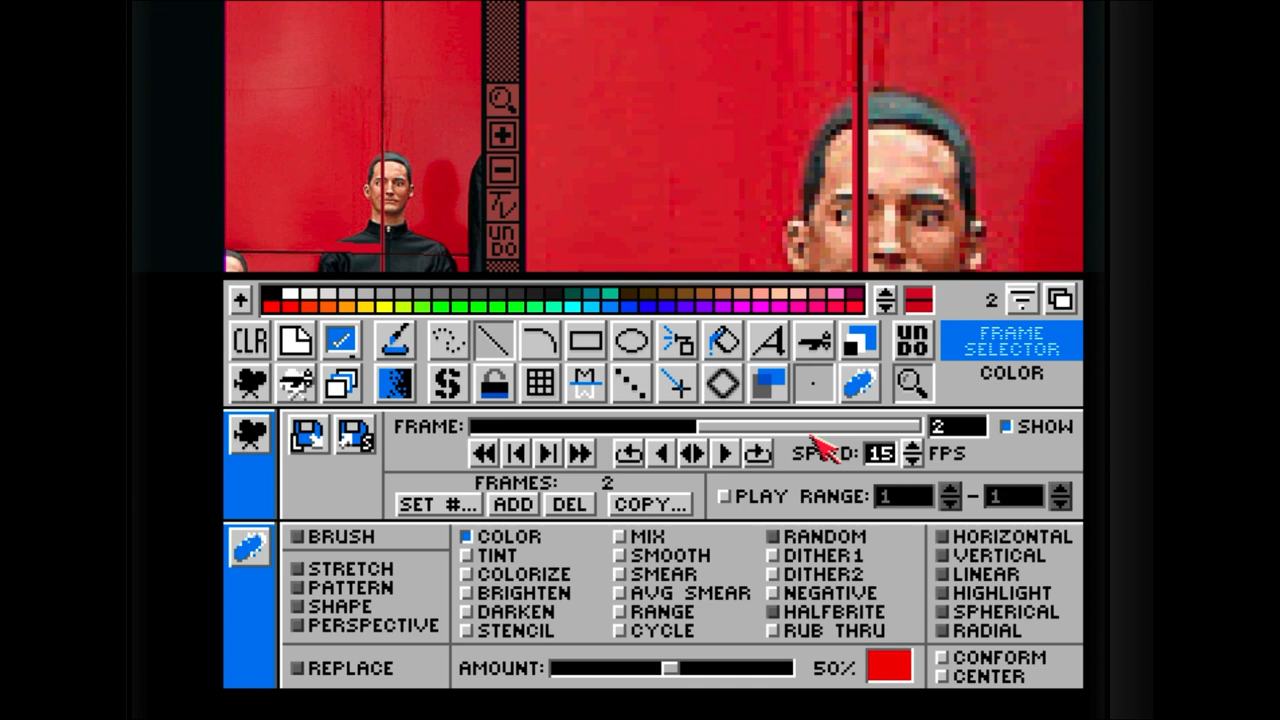 UN
DO
2
CLR
A
UN
DO
FRAME
SELECTOR
$
M
COLOR
FRAME:
2
SHOW
SPEED:
15
FPS
FRAMES:
2
SET #...
ADD
DEL
COPY...
PLAY RANGE:
1
-
1
BRUSH
STRETCH
PATTERN
SHAPE
PERSPECTIVE
REPLACE
COLOR
TINT
COLORIZE
BRIGHTEN
DARKEN
STENCIL
MIX
SMOOTH
SMEAR
AVG SMEAR
RANGE
CYCLE
RANDOM
DITHER1
DITHER2
NEGATIVE
HALFBRITE
RUB THRU
HORIZONTAL
VERTICAL
LINEAR
HIGHLIGHT
SPHERICAL
RADIAL
AMOUNT:
50%
CONFORM
CENTER